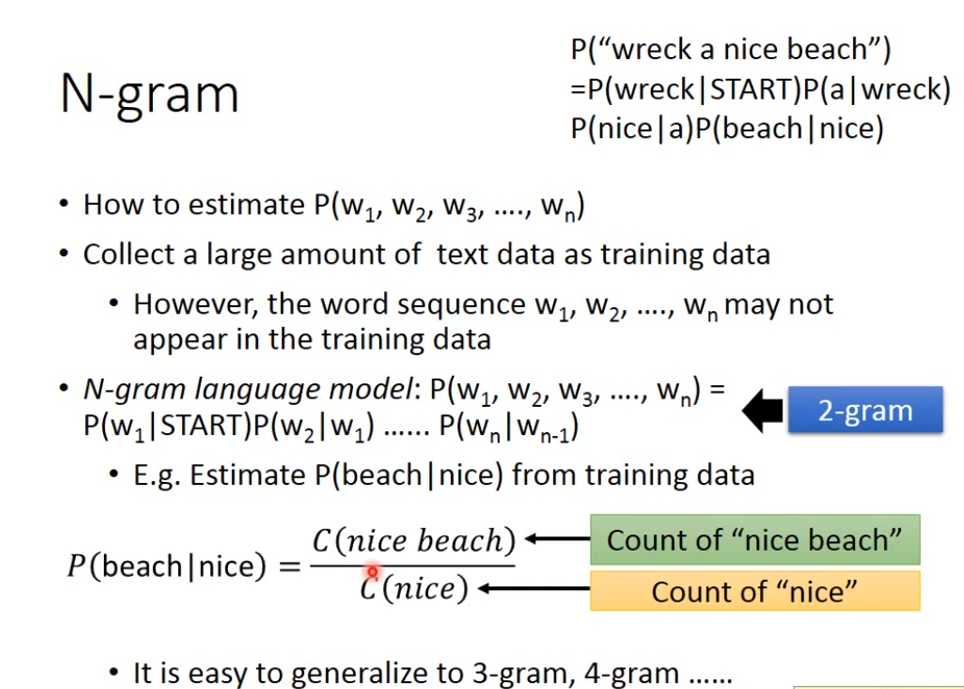 N-gram
P(“wreck a nice beach”)
=P(wreck|START)P(a|wreck)
P(nice|a)P(beach|nice)
• How to estimate P(w₁, w₂, w₃, …., wₙ)
• Collect a large amount of text data as training data
• However, the word sequence w₁, w₂, …., wₙ may not
appear in the training data
• N-gram language model: P(w₁, w₂, w₃, …., wₙ) =
P(w₁|START)P(w₂|w₁) …… P(wₙ|wₙ₋₁)
2-gram
• E.g. Estimate P(beach|nice) from training data
P(beach|nice) = C(nice beach) / C(nice)
Count of “nice beach”
Count of “nice”
• It is easy to generalize to 3-gram, 4-gram ……